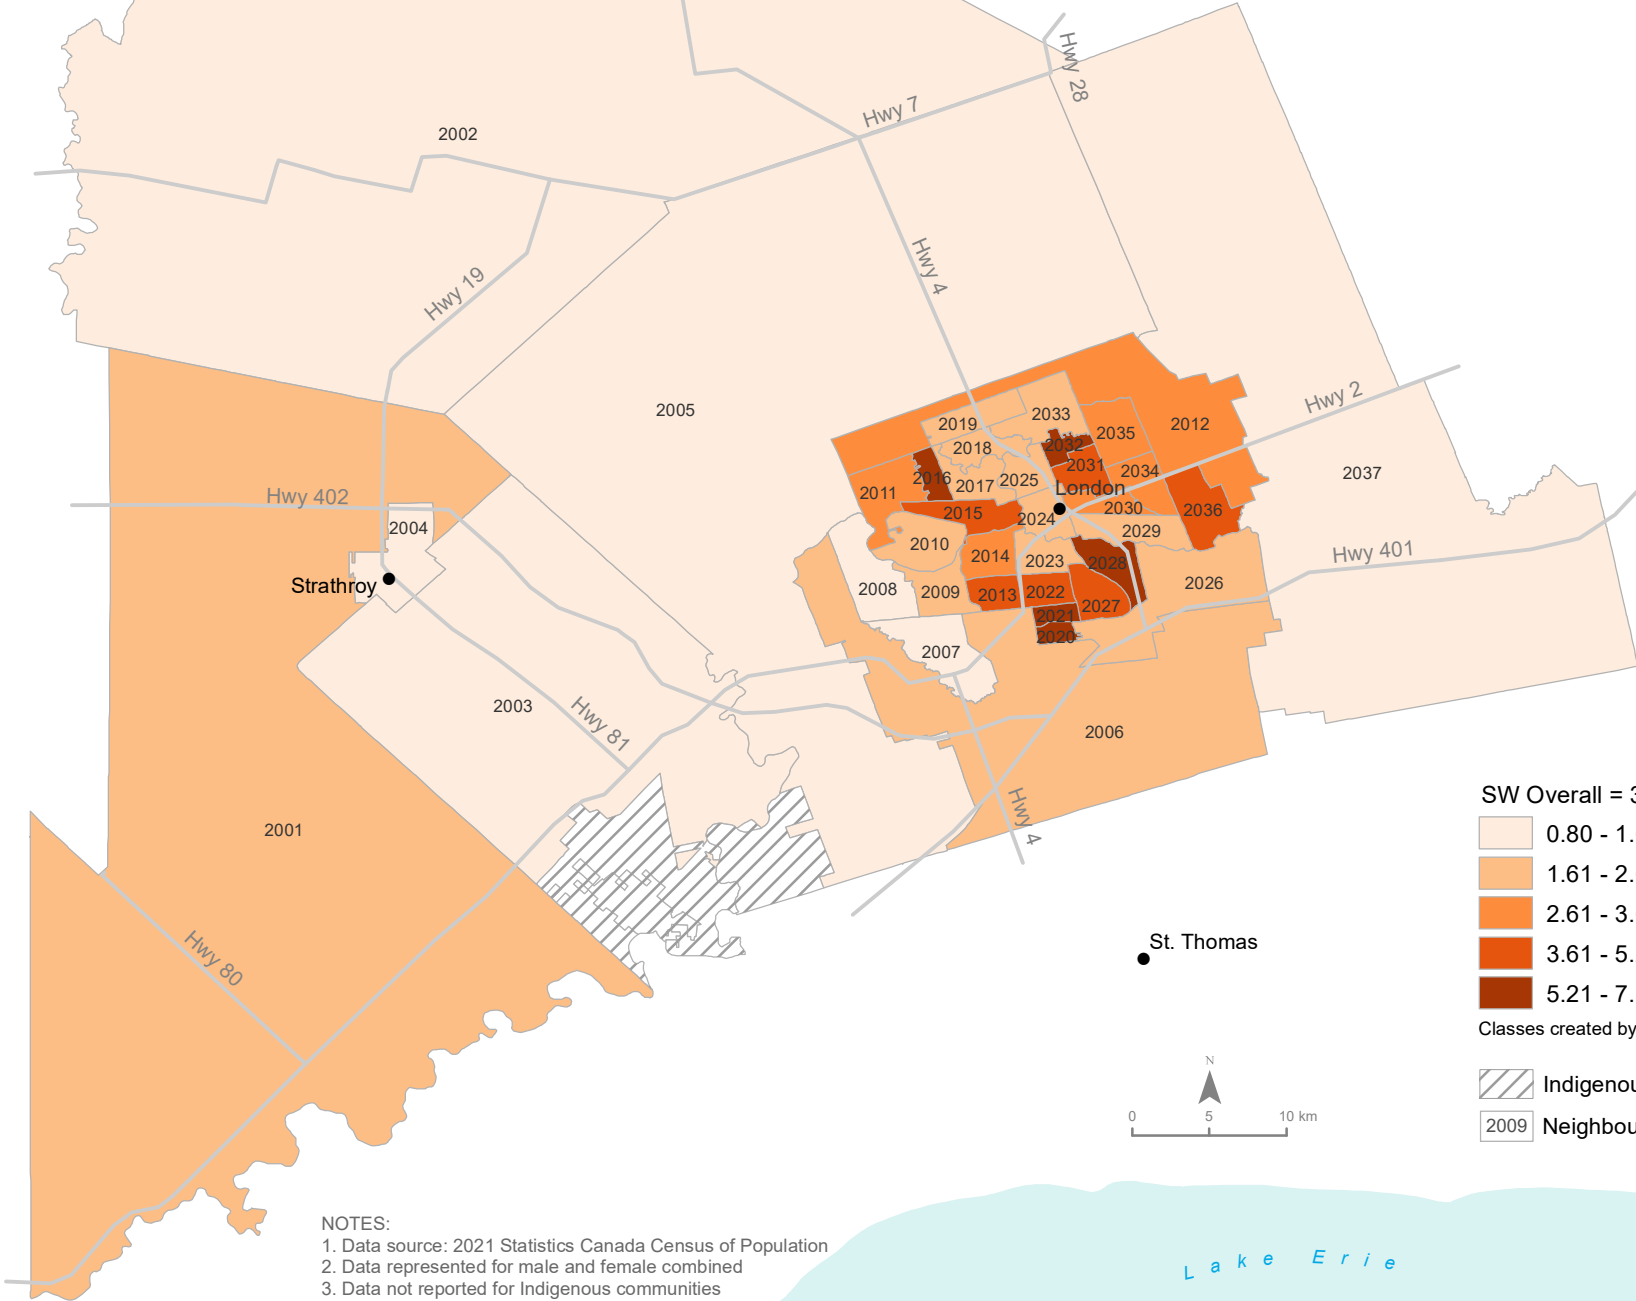 Hwy 28
Hwy 7
2002
Hwy 4
Hwy 19
2005
Hwy 2
2033
2019
2012
2035
2032
2018
2031
2034
2037
2016
2017
2025
London
2011
Hwy 402
2004
2015
2024
2030
2036
2029
2010
2014
2023
2028
Hwy 401
Strathroy
2008
2009
2013
2022
2027
2026
2021
2020
2007
2003
Hwy 81
2006
SW Overall = 3
0.80 - 1.
1.61 - 2.
2.61 - 3.
3.61 - 5.
5.21 - 7.
Classes created by
Indigenou
2009 Neighbou
Hwy 4
2001
Hwy 80
St. Thomas
N
0 5 10 km
NOTES:
1. Data source: 2021 Statistics Canada Census of Population
2. Data represented for male and female combined
3. Data not reported for Indigenous communities
Lake Erie